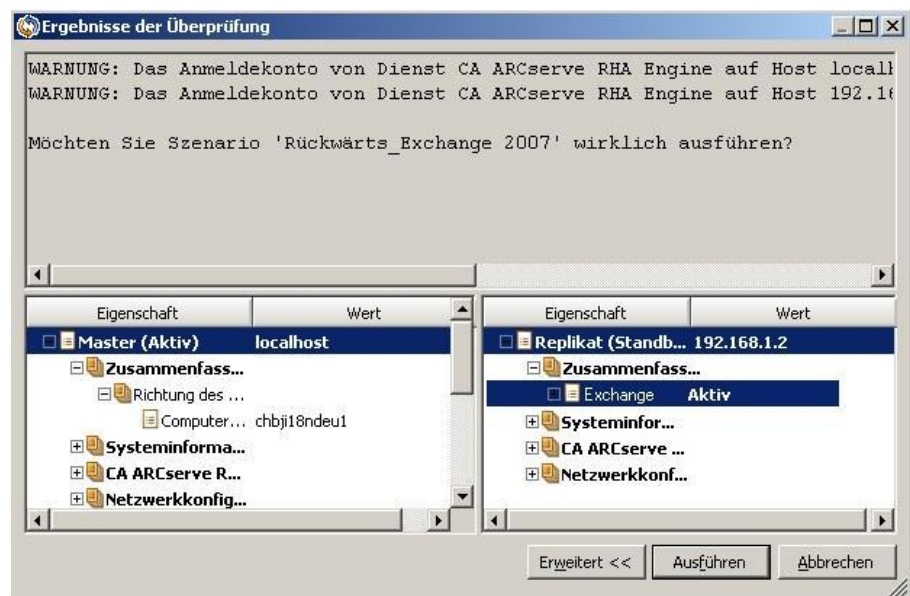 Ergebnisse der Überprüfung
WARNUNG: Das Anmeldekonto von Dienst CA ARCserve RHA Engine auf Host
WARNUNG: Das Anmeldekonto von Dienst CA ARCserve RHA Engine auf Host
Möchten Sie Szenario 'Rückwärts_Exchange 2007' wirklich ausführen?
Eigenschaft Wert
Master (Aktiv) localhost
Zusammenfass...
Richtung des ...
Computer... chbji18ndeu1
Systeminforma...
CA ARCserve R...
Netzwerkkonfig...
Eigenschaft Wert
Replikat (Standb... 192.168.1.2
Zusammenfass...
Exchange Aktiv
Systeminfor...
CA ARCserve ...
Netzwerkkonf...
Erweitert << Ausführen Abbrechen